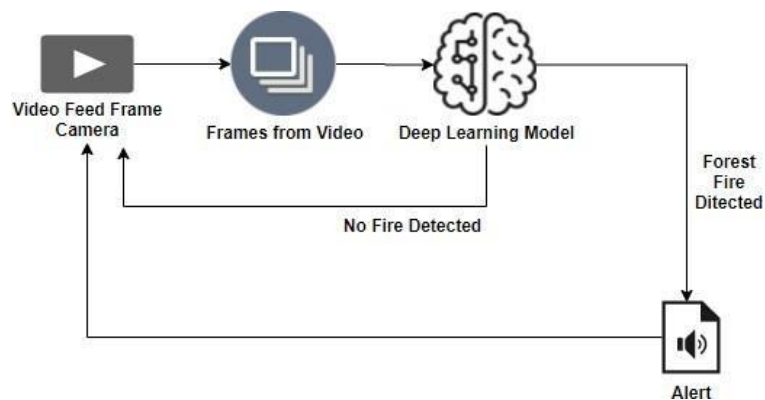 Video Feed Frame
Camera
Frames from Video
Deep Learning Model
Forest
Fire
Ditected
No Fire Detected
Alert